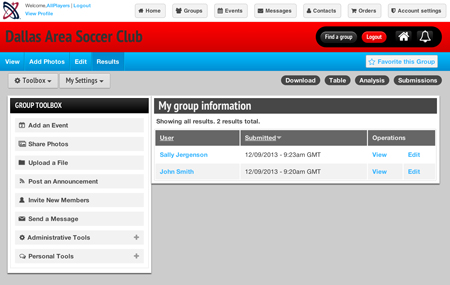 Welcome,AllPlayers | Logout
View Profile
Home
Groups
Events
Messages
Contacts
Orders
Account settings
Dallas Area Soccer Club
Find a group
Logout
View
Add Photos
Edit
Results
Favorite this Group
Toolbox
My Settings
Download
Table
Analysis
Submissions
GROUP TOOLBOX
Add an Event
Share Photos
Upload a File
Post an Announcement
Invite New Members
Send a Message
Administrative Tools +
Personal Tools +
My group information
Showing all results. 2 results total.
User Submitted Operations
Sally Jergenson 12/09/2013 - 9:23am GMT View Edit
John Smith 12/09/2013 - 9:20am GMT View Edit